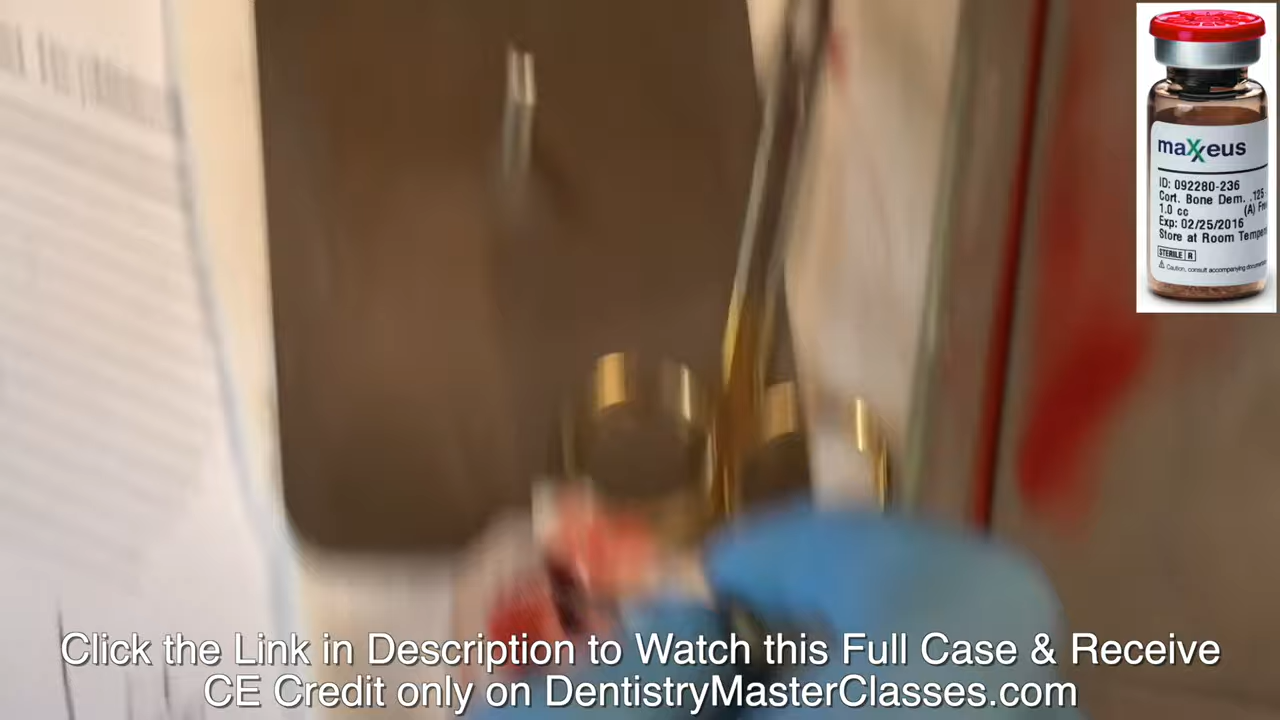 maxxeus
ID: 092280-236
Cort. Bone Dem. .125
1.0 cc (A) Fre
Exp: 02/25/2016
Store at Room Temper
STERILE R
Caution, consult accompanying documen
Click the Link in Description to Watch this Full Case & Receive
CE Credit only on DentistryMasterClasses.com